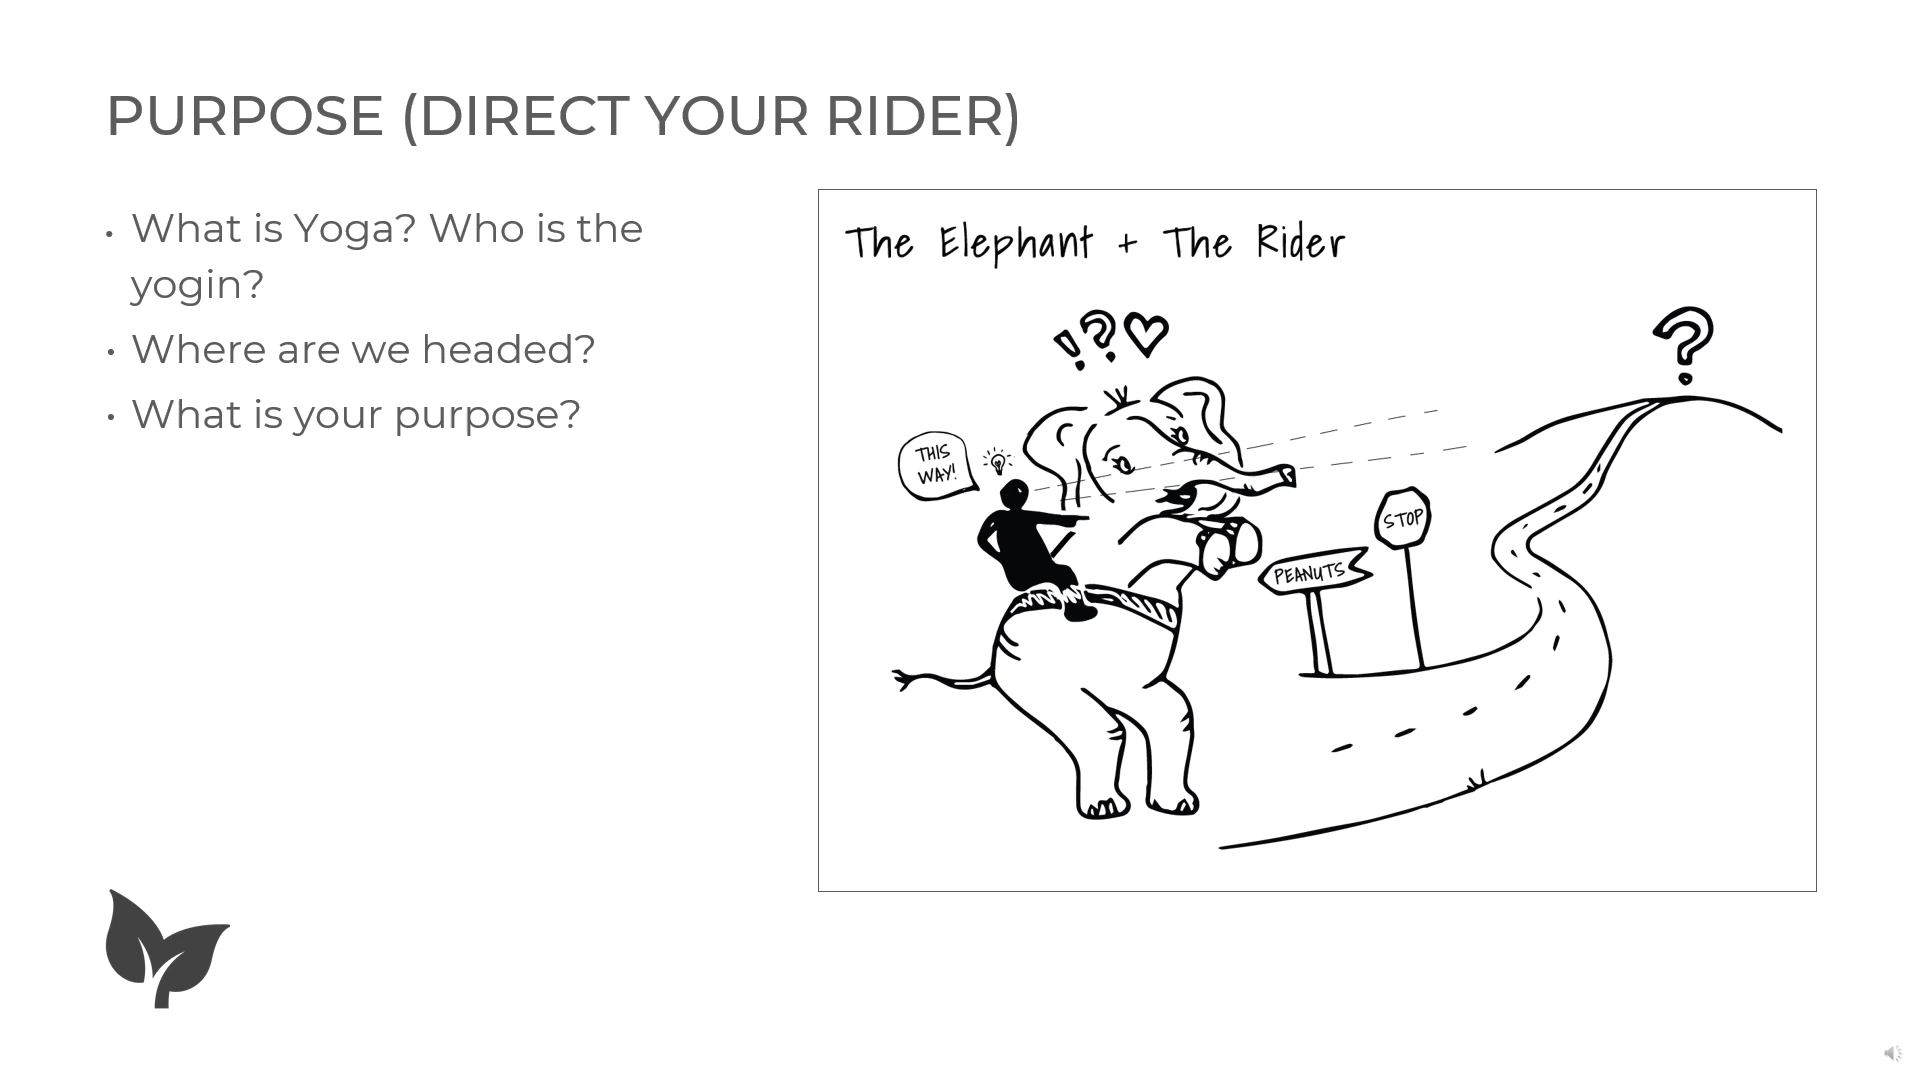 PURPOSE (DIRECT YOUR RIDER)
• What is Yoga? Who is the
yogin?
• Where are we headed?
• What is your purpose?
The Elephant + The Rider
!?
?
THIS
WAY!
STOP
PEANUTS